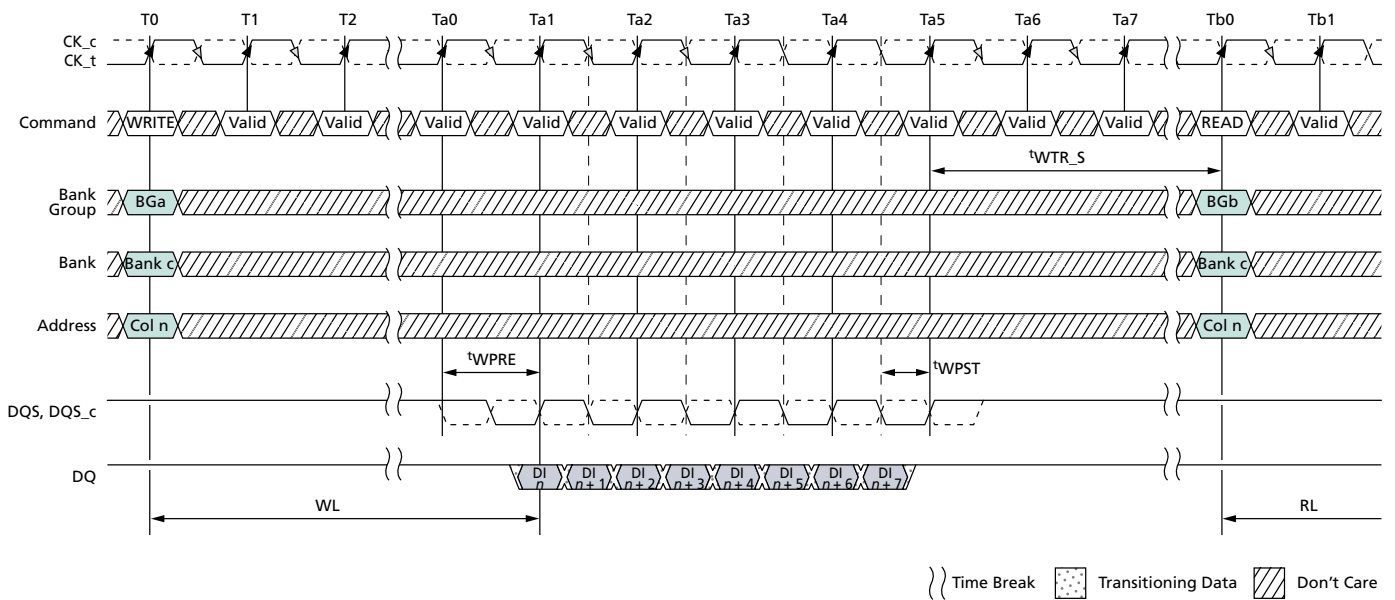 T0 T1 T2 Ta0 Ta1 Ta2 Ta3 Ta4 Ta5 Ta6 Ta7 Tb0 Tb1
CK_c
CK_t
Command WRITE Valid Valid Valid Valid Valid Valid Valid Valid Valid Valid READ Valid
tWTR_S
Bank
Group BGa BGb
Bank Bank c Bank c
Address Col n Col n
tWPRE tWPST
DQS, DQS_c
DQ DI DI DI DI DI DI DI DI
n n + 1 n + 2 n + 3 n + 4 n + 5 n + 6 n + 7
WL RL
Time Break Transitioning Data Don't Care